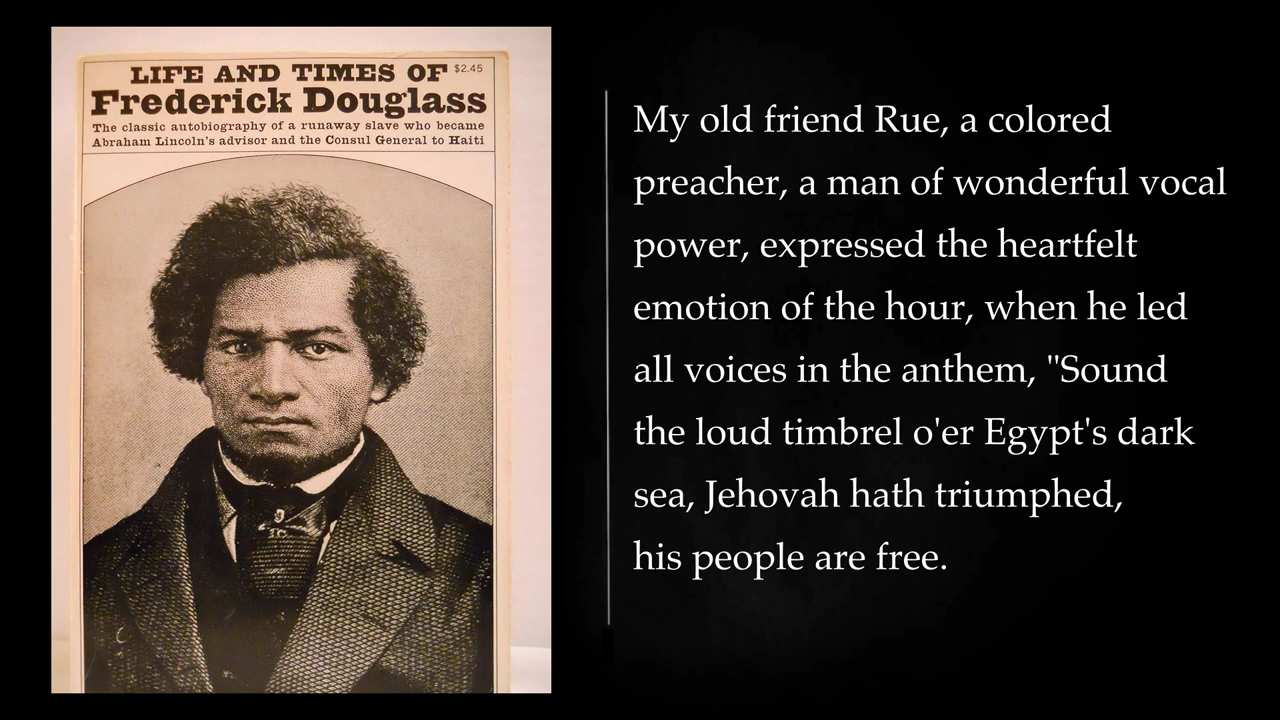 LIFE AND TIMES OF $2.45
Frederick Douglass
The classic autobiography of a runaway slave who became
Abraham Lincoln's advisor and the Consul General to Haiti
My old friend Rue, a colored
preacher, a man of wonderful vocal
power, expressed the heartfelt
emotion of the hour, when he led
all voices in the anthem, "Sound
the loud timbrel o'er Egypt's dark
sea, Jehovah hath triumphed,
his people are free.